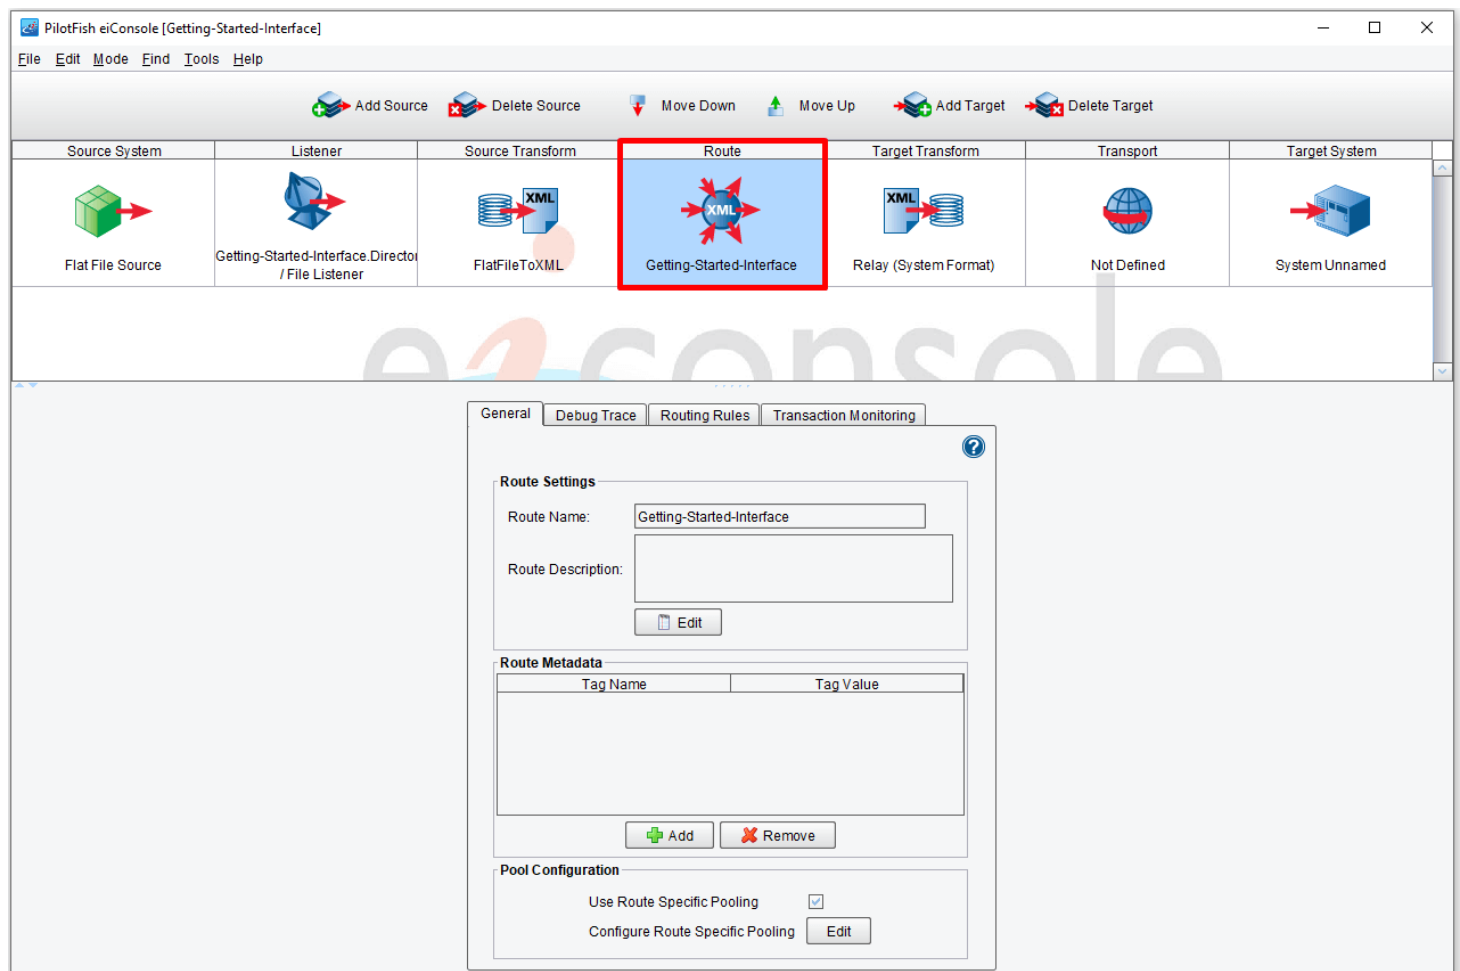 PilotFish eiConsole [Getting-Started-Interface]
File Edit Mode Find Tools Help
Add Source Delete Source Move Down Move Up Add Target Delete Target
Source System Listener Source Transform Route Target Transform Transport Target System
XML XML XML
Flat File Source Getting-Started-Interface.Director FlatFileToXML Getting-Started-Interface Relay (System Format) Not Defined System Unnamed
/ File Listener
eiconsole
General Debug Trace Routing Rules Transaction Monitoring
?
Route Settings
Route Name: Getting-Started-Interface
Route Description:
Edit
Route Metadata
Tag Name Tag Value
Add Remove
Pool Configuration
Use Route Specific Pooling
Configure Route Specific Pooling Edit